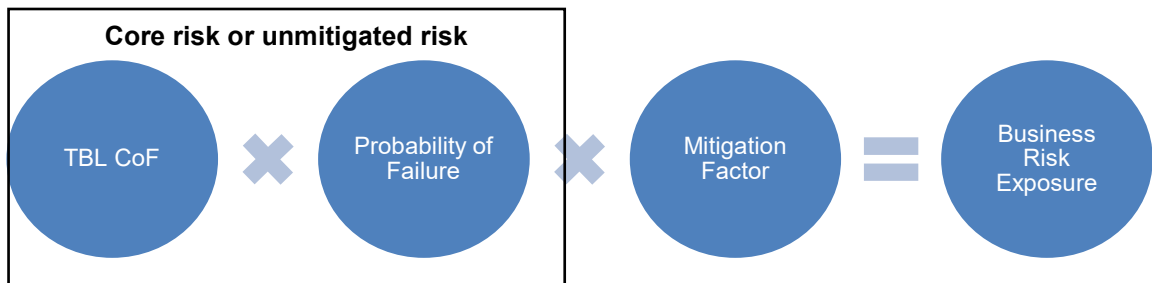 Core risk or unmitigated risk
TBL CoF
Probability of
Failure
Mitigation
Factor
Business
Risk
Exposure